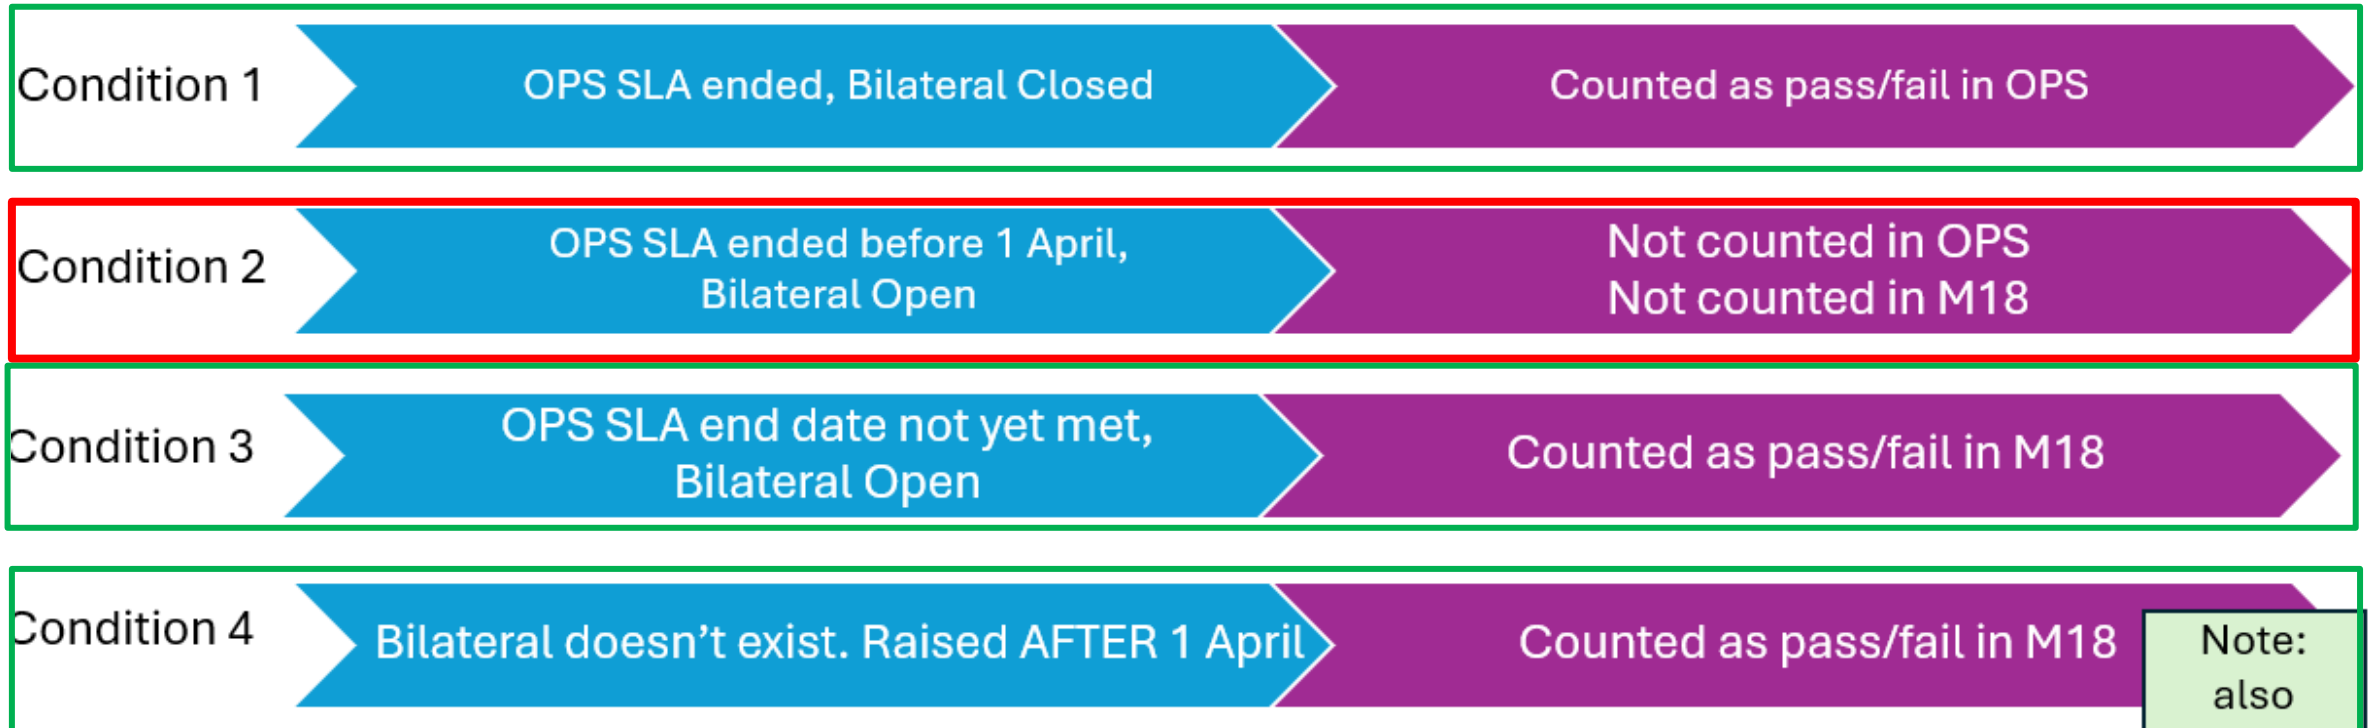 Condition 1
OPS SLA ended, Bilateral Closed
Counted as pass/fail in OPS
Condition 2
OPS SLA ended before 1 April,
Bilateral Open
Not counted in OPS
Not counted in M18
Condition 3
OPS SLA end date not yet met,
Bilateral Open
Counted as pass/fail in M18
Condition 4
Bilateral doesn’t exist. Raised AFTER 1 April
Counted as pass/fail in M18
Note:
also